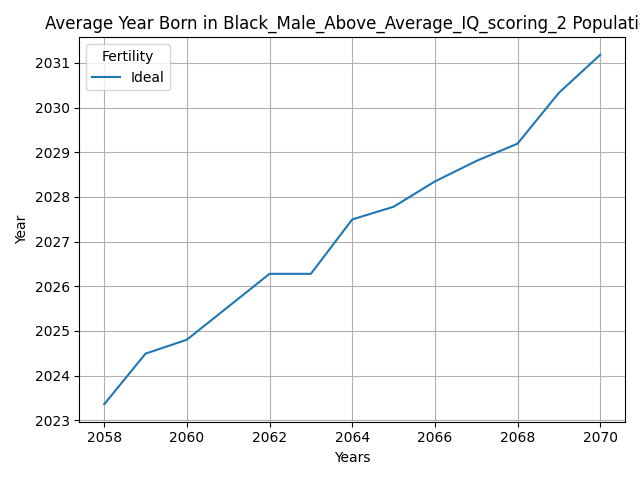 Average Year Born in Black_Male_Above_Average_IQ_scoring_2 Populati
Fertility
Ideal
2031
2030
2029
2028
2027
2026
2025
2024
2023
Year
2058 2060 2062 2064 2066 2068 2070
Years